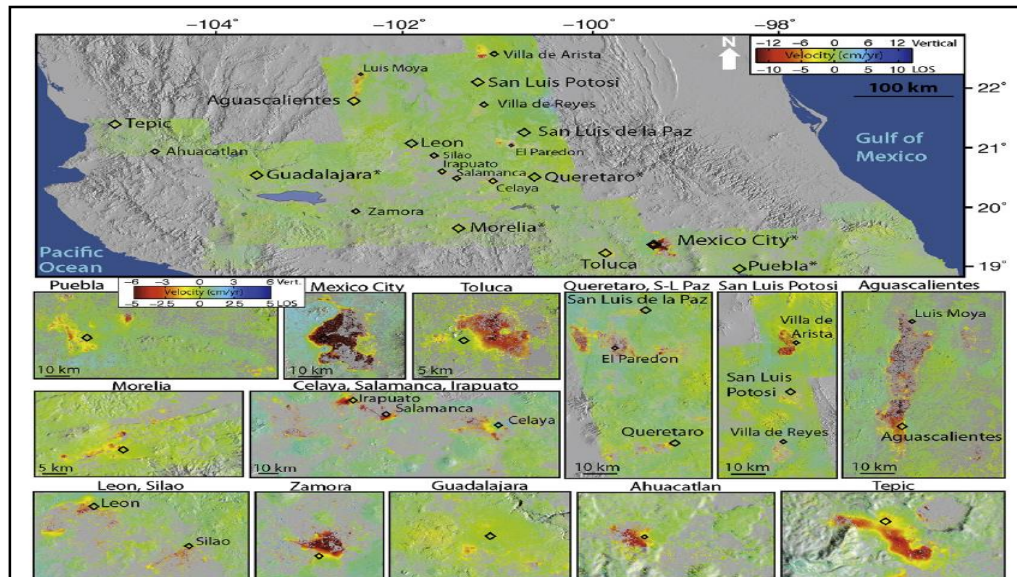 −104 −102 −100 −98
N
−12 −5 0 6 12 Vertical
Velocity (cm/yr)
−10 −5 0 5 10 LOS
100 km
Villa de Arista
Luis Moya
San Luis Potosi
22
Aguascalientes
Villa de Reyes
Tepic
San Luis de la Paz
Gulf of
Mexico
Leon
El Paredon
21
Ahuacatlan
Silao
Irapuato
Salamanca
Guadalajara*
Queretaro*
Celaya
Zamora
20
Morelia*
Mexico City*
Pacific
Ocean
Toluca
Puebla*
19
−6 −3 0 3 6 Vert.
Velocity (cm/yr)
−5 −2.5 0 2.5 5 LOS
Puebla
10 km
Mexico City
10 km
Toluca
5 km
Queretaro, S-L Paz
San Luis de la Paz
El Paredon
Queretaro
10 km
San Luis Potosi
Villa de
Arista
San Luis
Potosi
Villa de Reyes
10 km
Aguascalientes
Luis Moya
Aguascalientes
10 km
Morelia
5 km
Celaya, Salamanca, Irapuato
Irapuato
Salamanca
Celaya
10 km
Leon, Silao
Leon
Silao
Zamora
Guadalajara
Ahuacatlan
Tepic